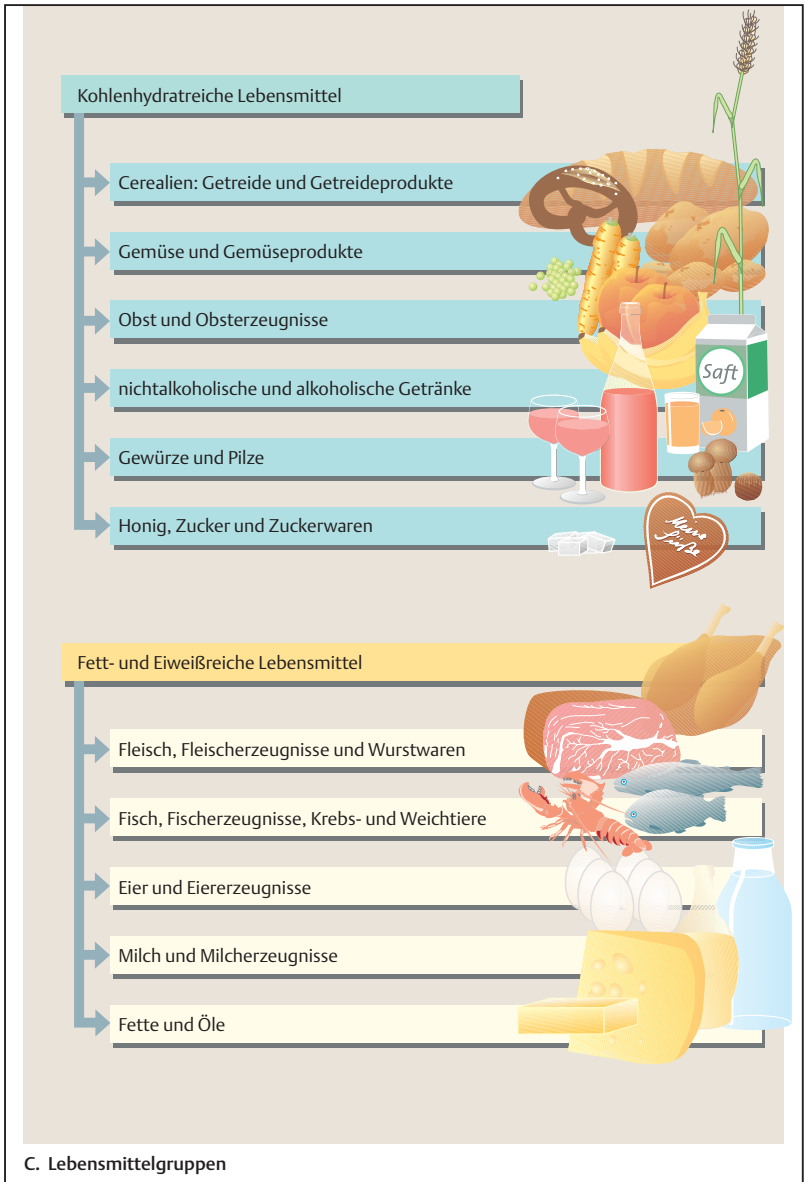 Kohlenhydratreiche Lebensmittel
Cerealien: Getreide und Getreideprodukte
Gemüse und Gemüseprodukte
Obst und Obsterzeugnisse
Saft
nichtalkoholische und alkoholische Getränke
Gewürze und Pilze
Honig, Zucker und Zuckerwaren
Meine
Süße
Fett- und Eiweißreiche Lebensmittel
Fleisch, Fleischerzeugnisse und Wurstwaren
Fisch, Fischerzeugnisse, Krebs- und Weichtiere
Eier und Eiererzeugnisse
Milch und Milcherzeugnisse
Fette und Öle
C. Lebensmittelgruppen